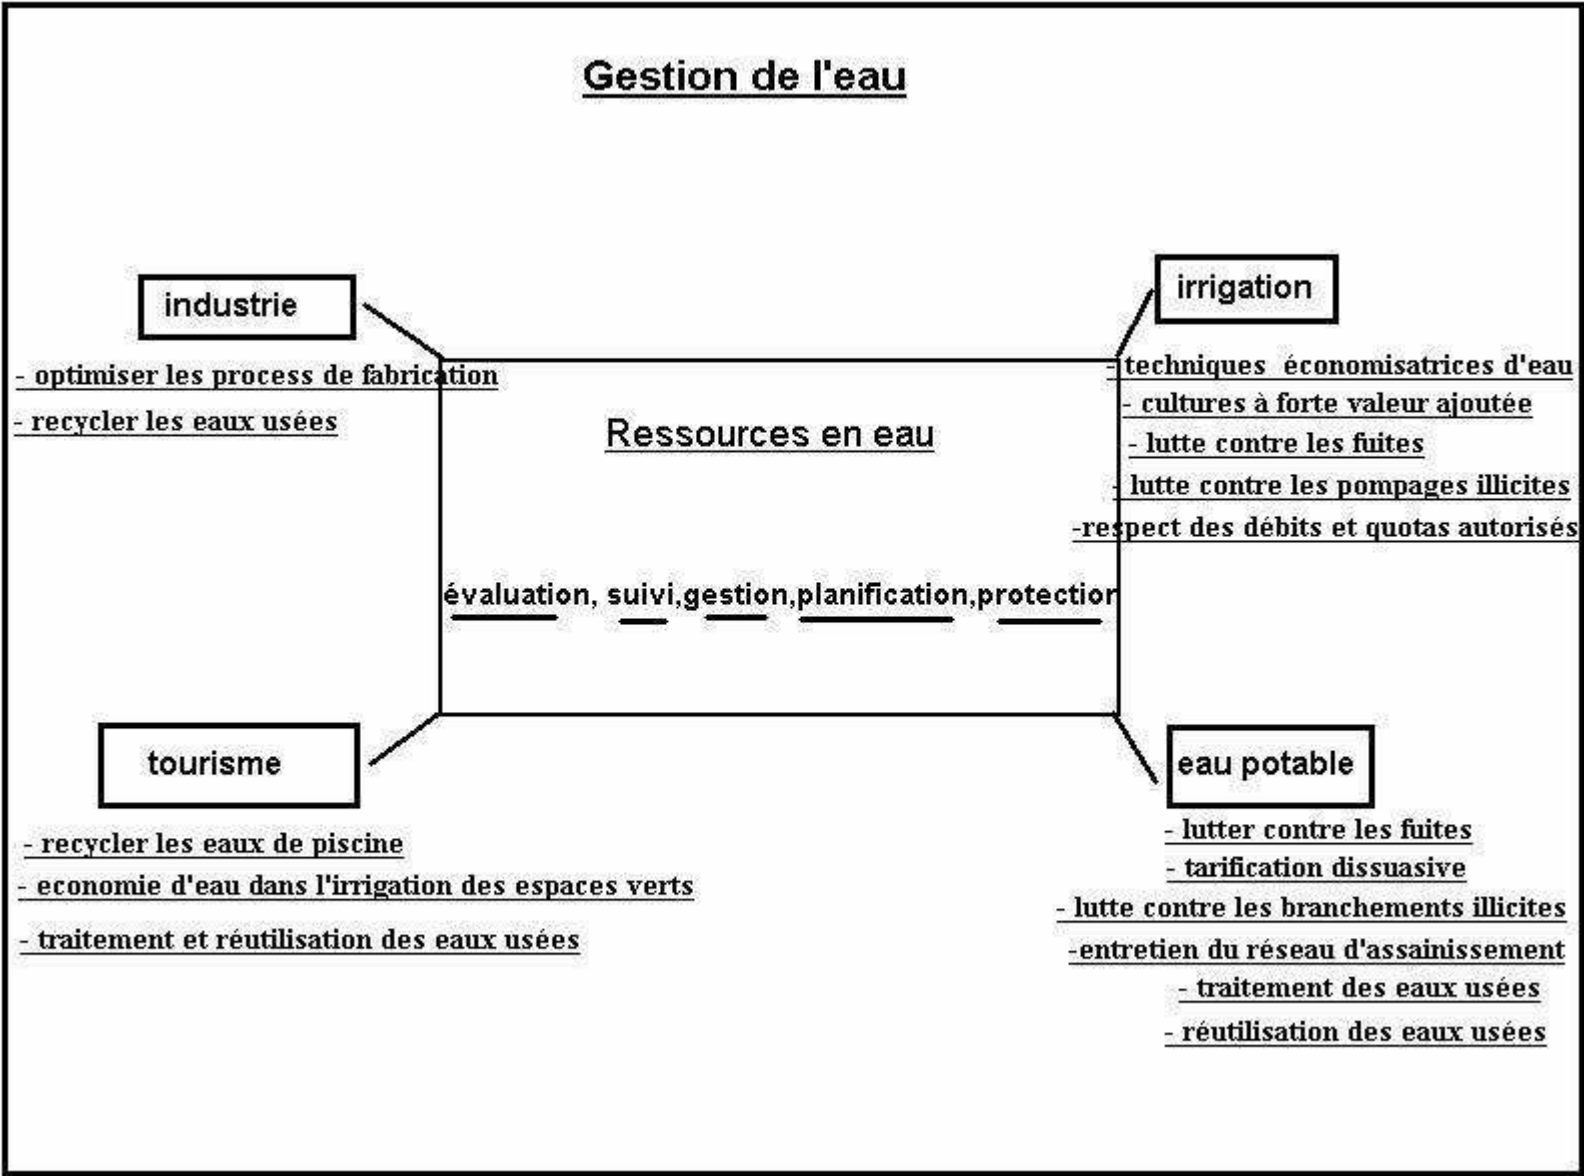 Gestion de l'eau
industrie
- optimiser les process de fabrication
- recycler les eaux usées
irrigation
- techniques économisatrices d'eau
- cultures à forte valeur ajoutée
- lutte contre les fuites
- lutte contre les pompages illicites
-respect des débits et quotas autorisés
Ressources en eau
évaluation, suivi,gestion,planification,protection
tourisme
- recycler les eaux de piscine
- economie d'eau dans l'irrigation des espaces verts
- traitement et réutilisation des eaux usées
eau potable
- lutter contre les fuites
- tarification dissuasive
- lutte contre les branchements illicites
-entretien du réseau d'assainissement
- traitement des eaux usées
- réutilisation des eaux usées